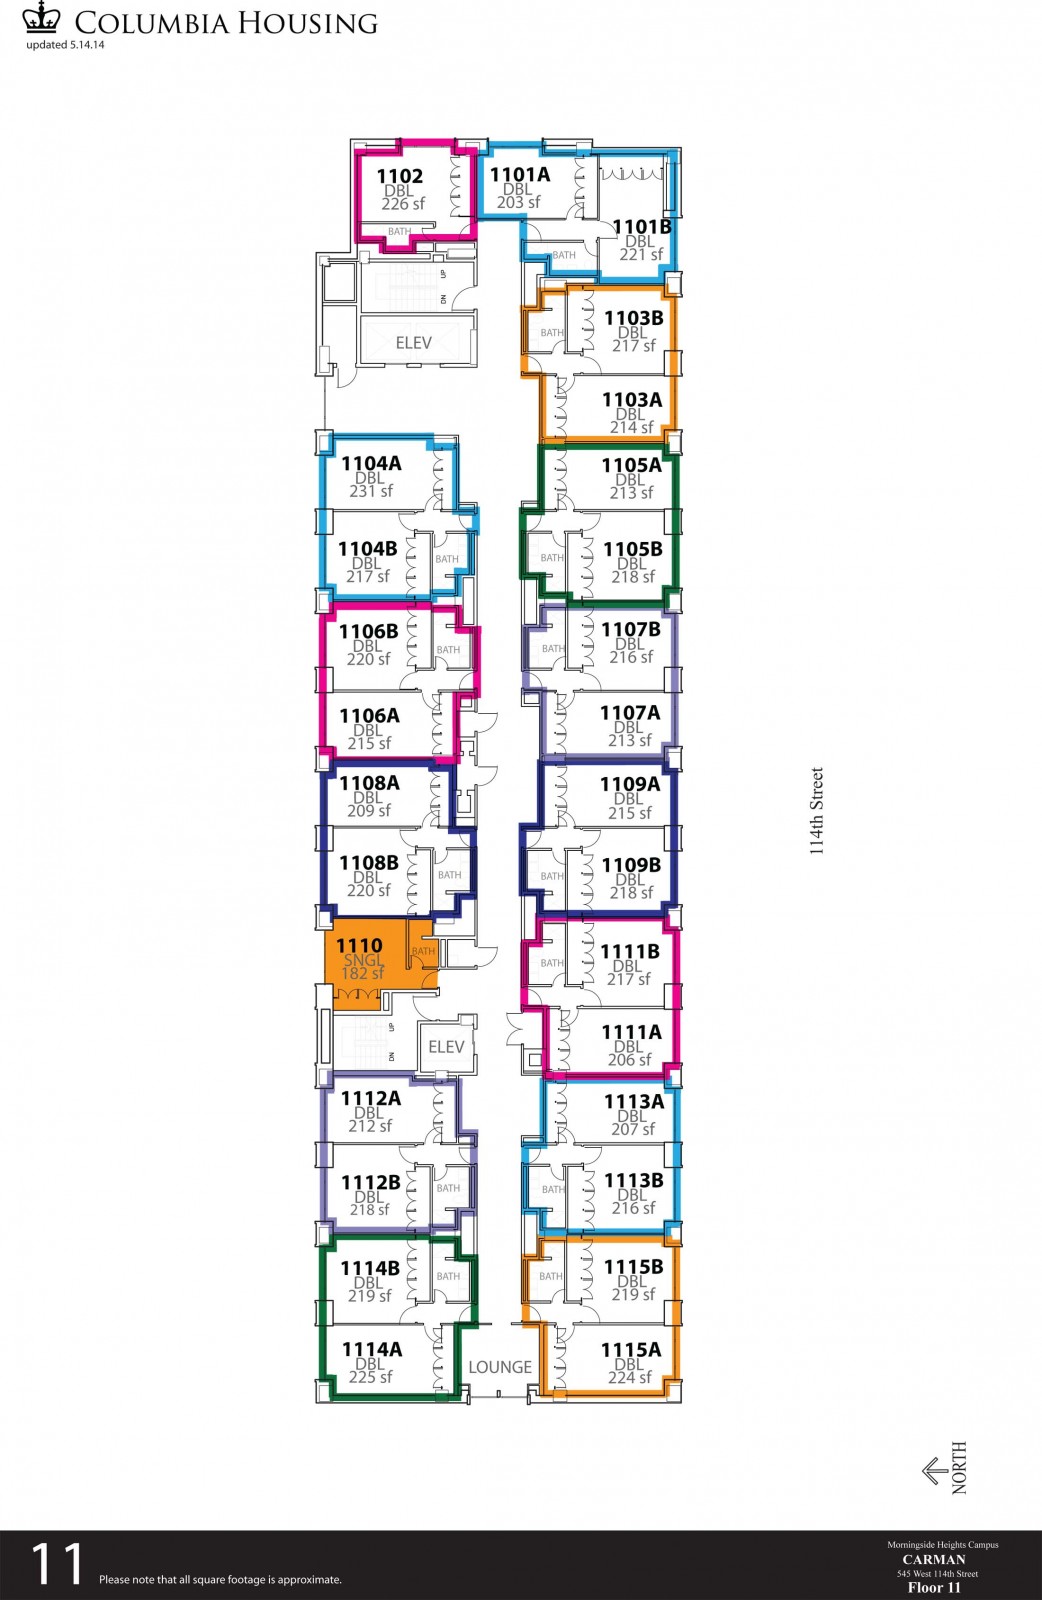 COLUMBIA HOUSING
updated 5.14.14
1102
DBL
226 sf
BATH
1101A
DBL
203 sf
1101B
DBL
221 sf
BATH
UP
DN
ELEV
1103B
DBL
217 sf
BATH
1103A
DBL
214 sf
1104A
DBL
231 sf
1104B
DBL
217 sf
BATH
1105A
DBL
213 sf
1105B
DBL
218 sf
BATH
1106B
DBL
220 sf
BATH
1106A
DBL
215 sf
1107B
DBL
216 sf
BATH
1107A
DBL
213 sf
1108A
DBL
209 sf
1108B
DBL
220 sf
BATH
1109A
DBL
215 sf
1109B
DBL
218 sf
BATH
1110
SNGL
182 sf
BATH
UP
DN
ELEV
1111B
DBL
217 sf
BATH
1111A
DBL
206 sf
1112A
DBL
212 sf
1112B
DBL
218 sf
BATH
1113A
DBL
207 sf
1113B
DBL
216 sf
BATH
1114B
DBL
219 sf
BATH
1114A
DBL
225 sf
1115B
DBL
219 sf
BATH
1115A
DBL
224 sf
LOUNGE
114th Street
NORTH
11
Please note that all square footage is approximate.
Morningside Heights Campus
CARMAN
545 West 114th Street
Floor 11